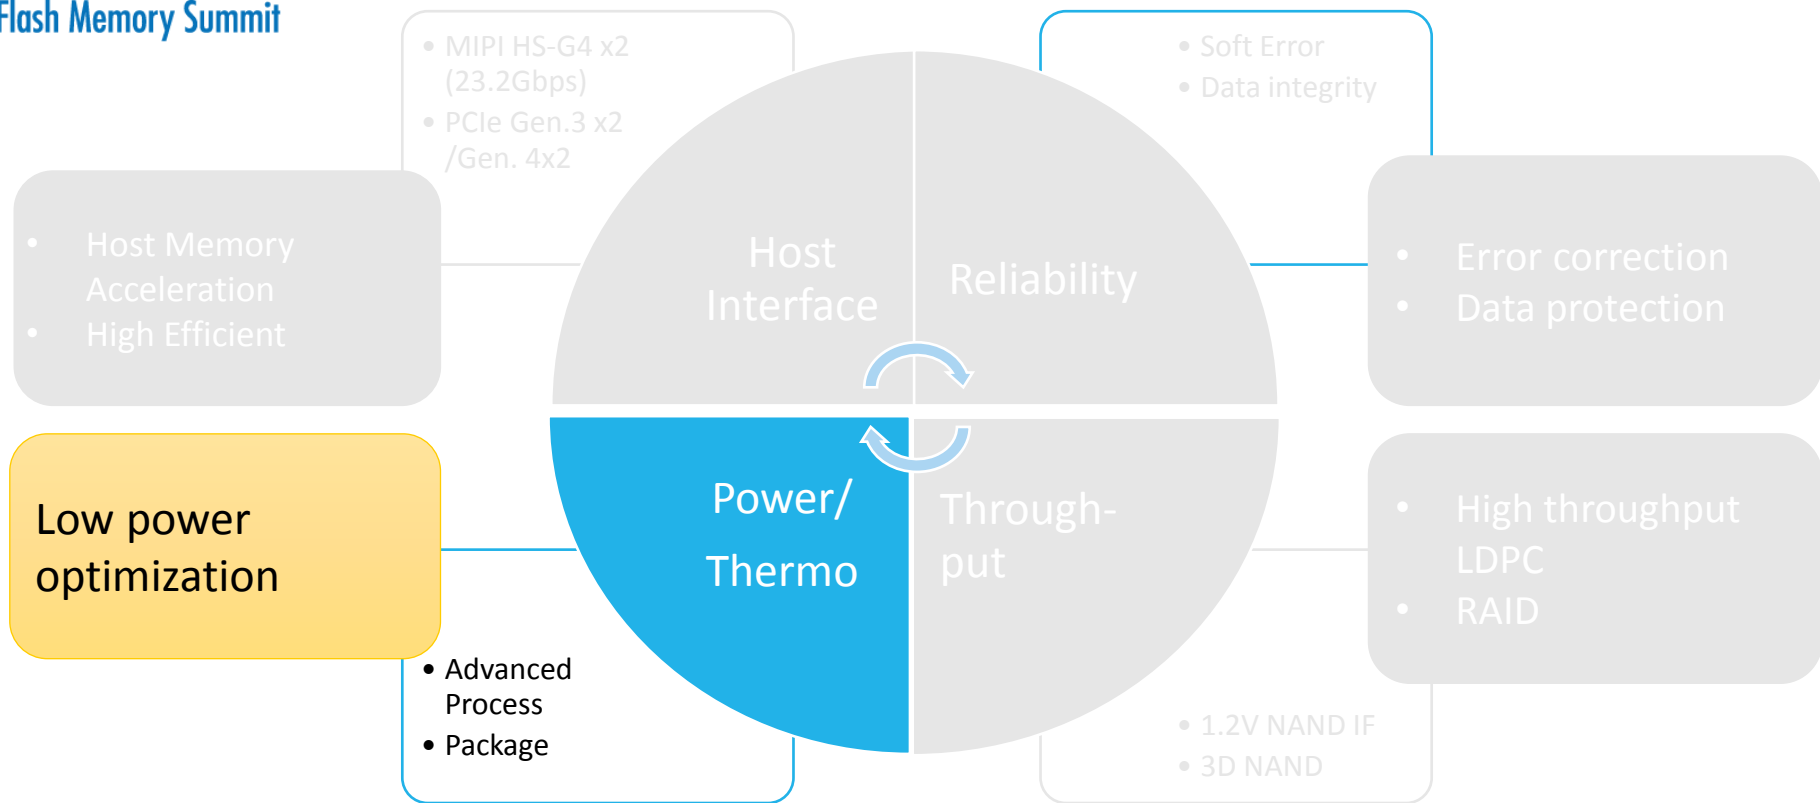 Flash Memory Summit
• MIPI HS-G4 x2
(23.2Gbps)
• PCIe Gen.3 x2
/Gen. 4x2
• Soft Error
• Data integrity
• Host Memory
Acceleration
• High Efficient
Host
Interface
Reliability
• Error correction
• Data protection
Low power
optimization
Power/
Thermo
Through-
put
• High throughput
LDPC
• RAID
• Advanced
Process
• Package
• 1.2V NAND IF
• 3D NAND